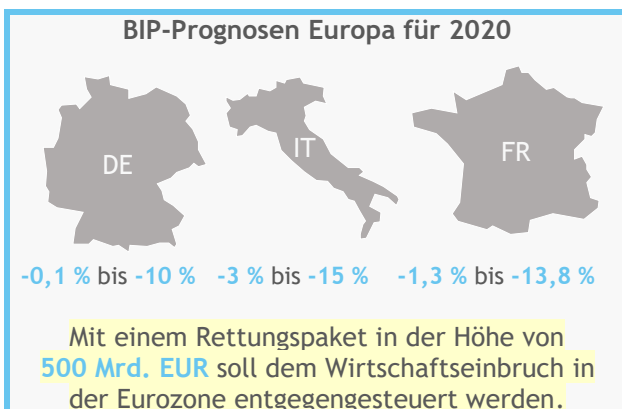 BIP-Prognosen Europa für 2020
DE IT FR
-0,1 % bis -10 % -3 % bis -15 % -1,3 % bis -13,8 %
Mit einem Rettungspaket in der Höhe von
500 Mrd. EUR soll dem Wirtschaftseinbruch in
der Eurozone entgegengesteuert werden.